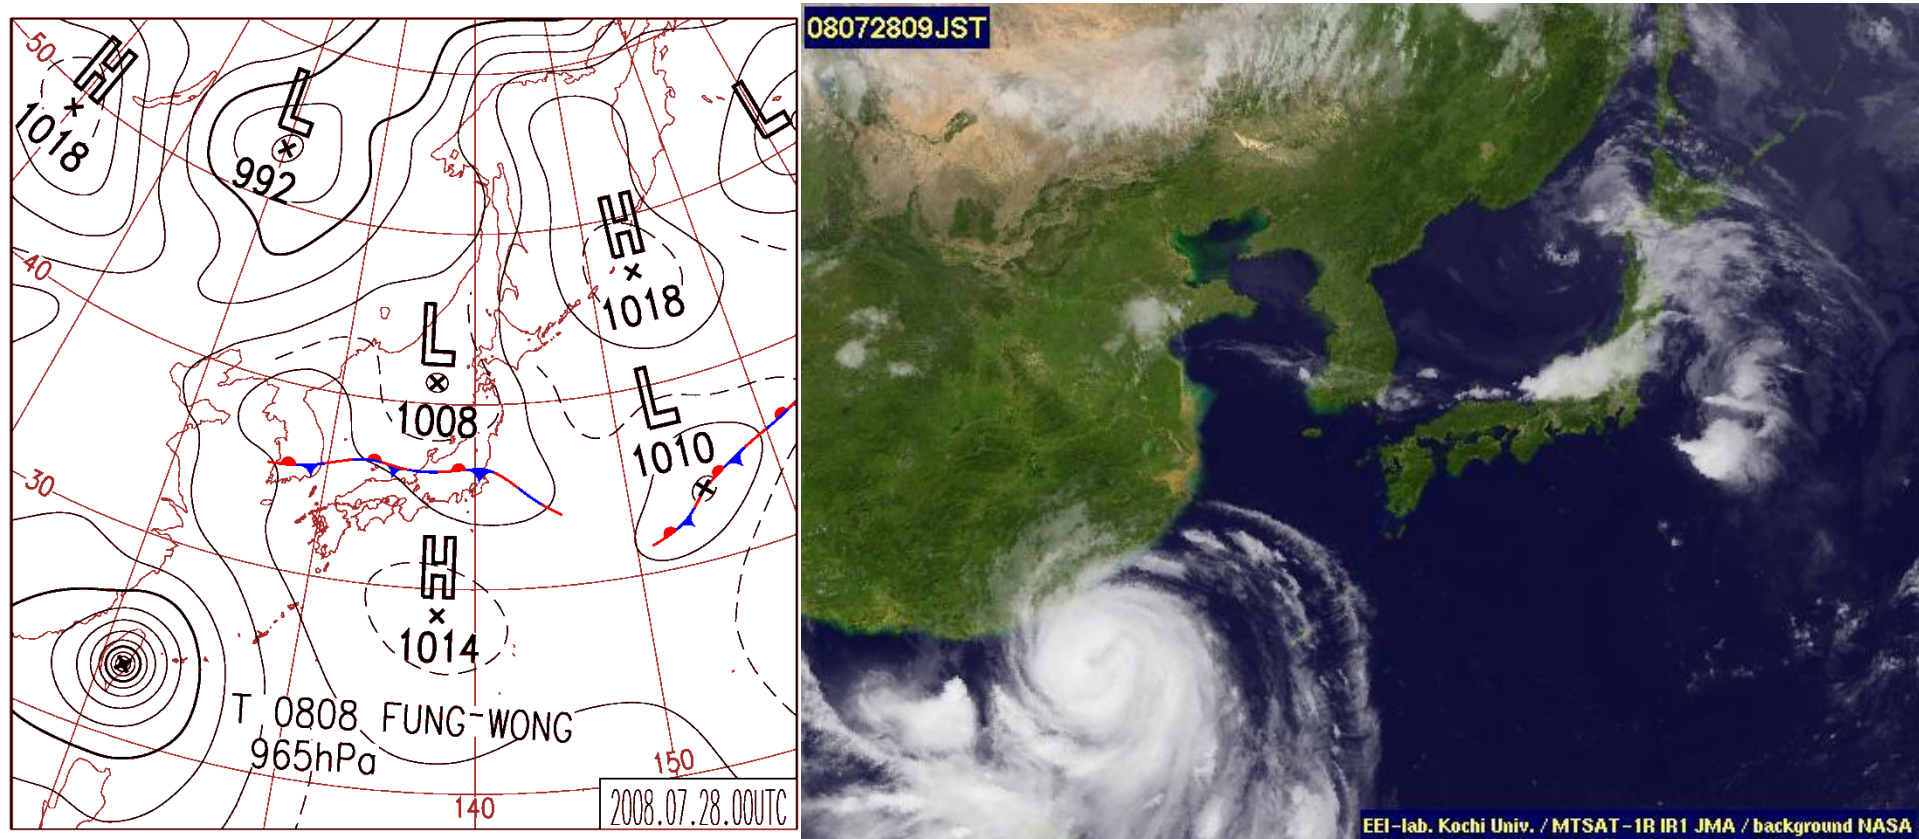 50
H
1018
L
992
L
40
H
1018
L
1008
L
1010
30
H
1014
T 0808 FUNG-WONG
965hPa
150
140
2008.07.28.00UTC
08072809JST
EEI-lab. Kochi Univ. / MTSAT-1R IR1 JMA / background NASA